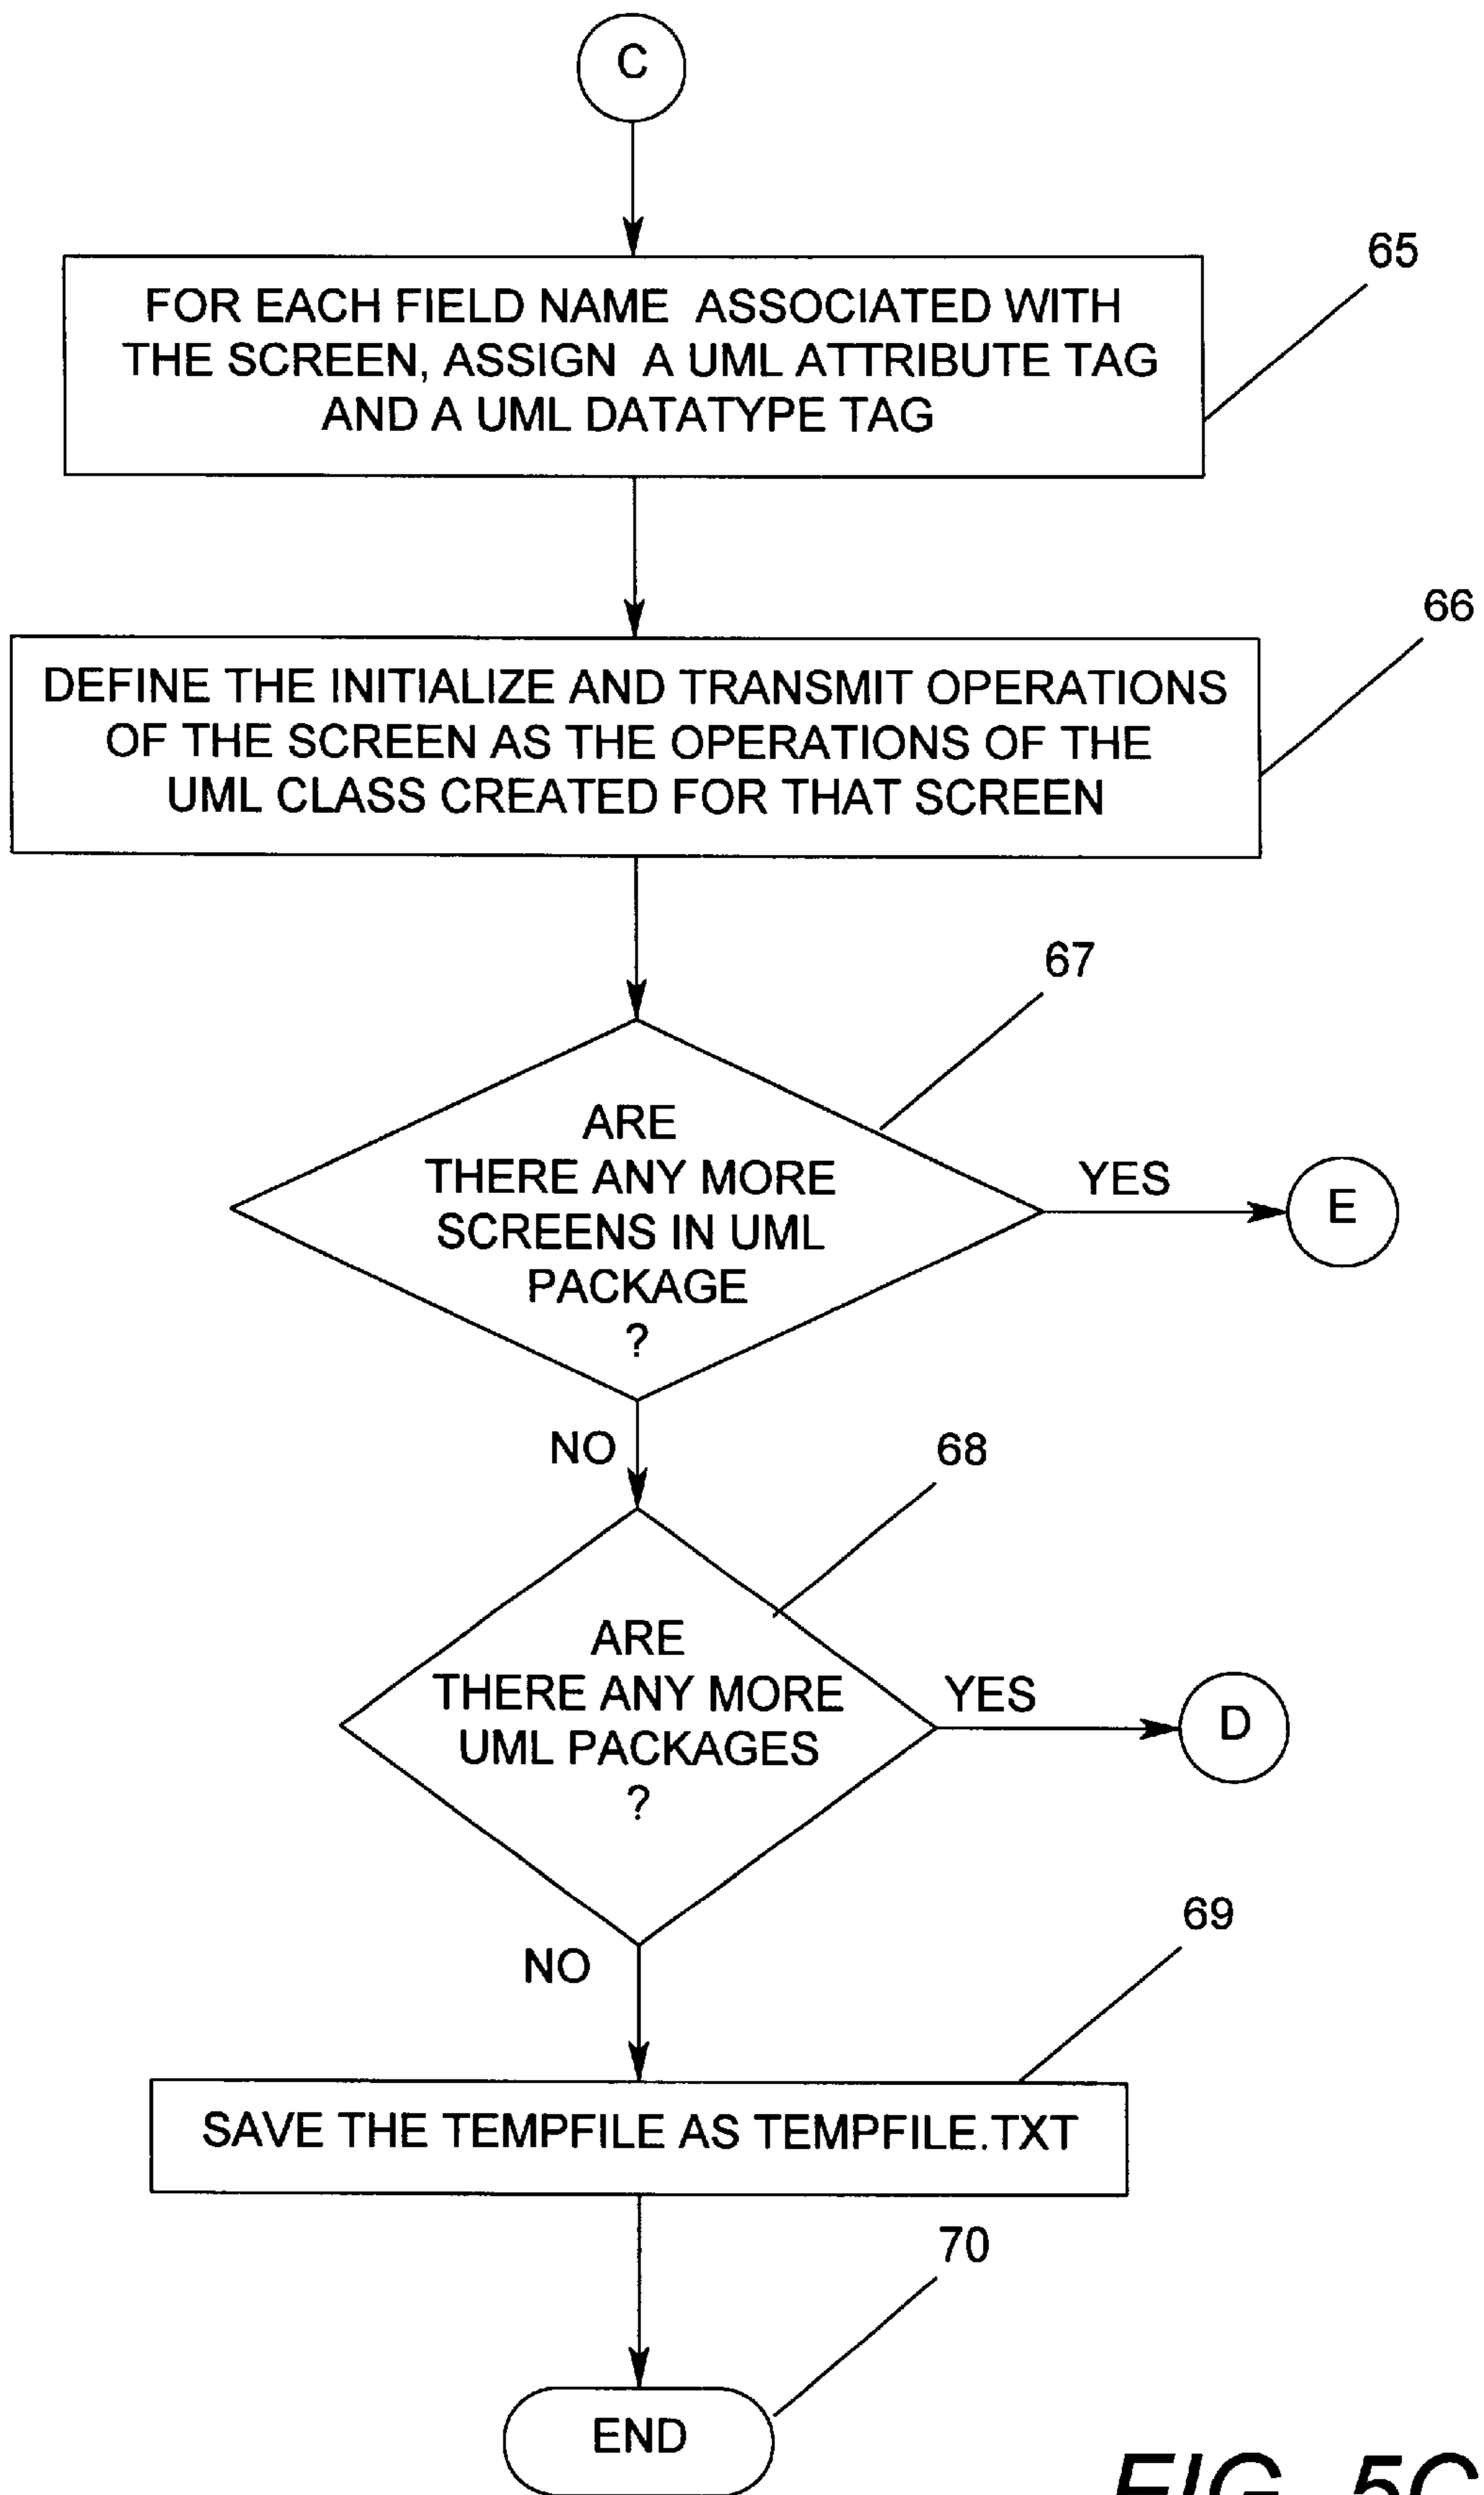 C
65
FOR EACH FIELD NAME ASSOCIATED WITH
THE SCREEN, ASSIGN A UML ATTRIBUTE TAG
AND A UML DATATYPE TAG
66
DEFINE THE INITIALIZE AND TRANSMIT OPERATIONS
OF THE SCREEN AS THE OPERATIONS OF THE
UML CLASS CREATED FOR THAT SCREEN
67
ARE
THERE ANY MORE
SCREENS IN UML
PACKAGE
?
YES
E
NO
68
ARE
THERE ANY MORE
UML PACKAGES
?
YES
D
NO
69
SAVE THE TEMPFILE AS TEMPFILE.TXT
70
END
FIG. 5C